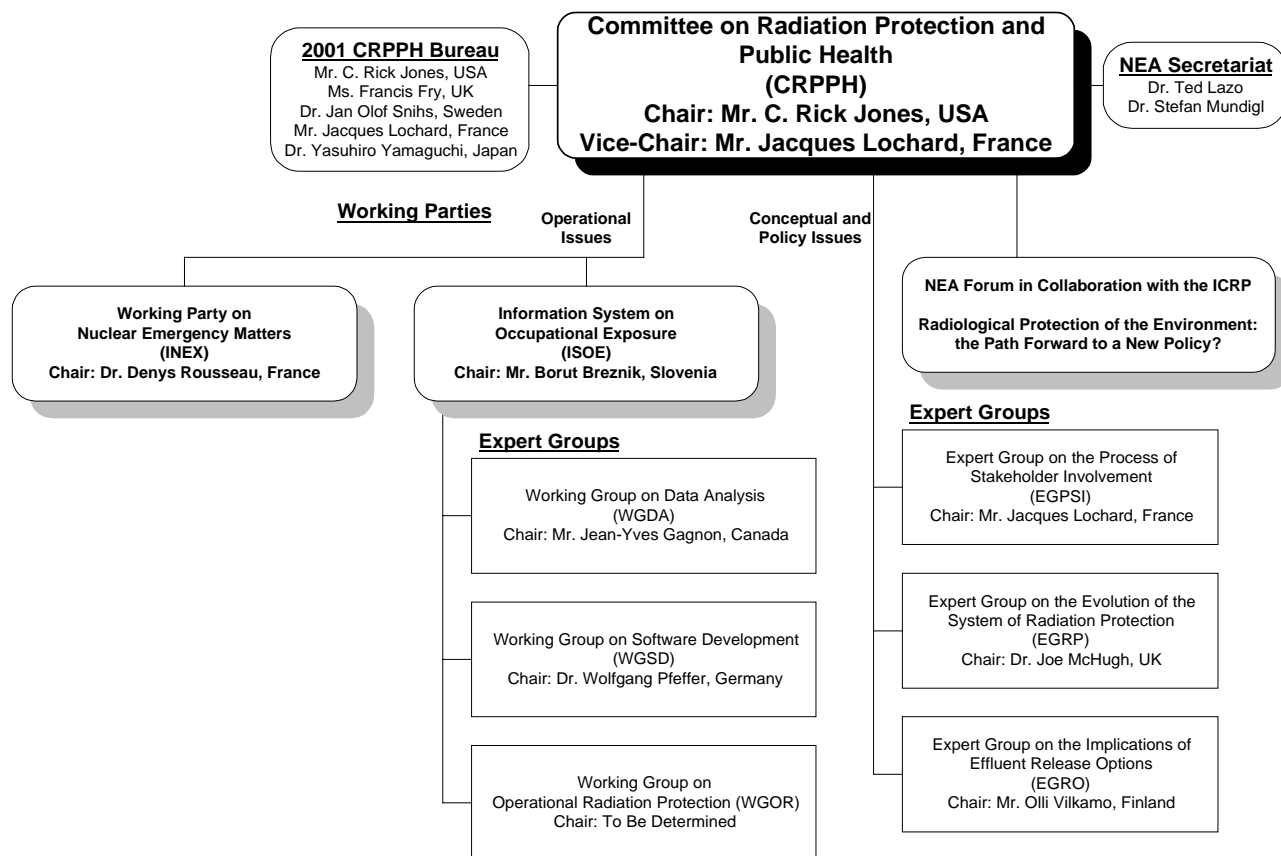 Committee on Radiation Protection and
Public Health
(CRPPH)
Chair: Mr. C. Rick Jones, USA
Vice-Chair: Mr. Jacques Lochard, France
2001 CRPPH Bureau
Mr. C. Rick Jones, USA
Ms. Francis Fry, UK
Dr. Jan Olof Snihs, Sweden
Mr. Jacques Lochard, France
Dr. Yasuhiro Yamaguchi, Japan
NEA Secretariat
Dr. Ted Lazo
Dr. Stefan Mundigl
Working Parties
Operational
Issues
Conceptual and
Policy Issues
Working Party on
Nuclear Emergency Matters
(INEX)
Chair: Dr. Denys Rousseau, France
Information System on
Occupational Exposure
(ISOE)
Chair: Mr. Borut Breznik, Slovenia
NEA Forum in Collaboration with the ICRP
Radiological Protection of the Environment:
the Path Forward to a New Policy?
Expert Groups
Working Group on Data Analysis
(WGDA)
Chair: Mr. Jean-Yves Gagnon, Canada
Working Group on Software Development
(WGSD)
Chair: Dr. Wolfgang Pfeffer, Germany
Working Group on
Operational Radiation Protection (WGOR)
Chair: To Be Determined
Expert Groups
Expert Group on the Process of
Stakeholder Involvement
(EGPSI)
Chair: Mr. Jacques Lochard, France
Expert Group on the Evolution of the
System of Radiation Protection
(EGRP)
Chair: Dr. Joe McHugh, UK
Expert Group on the Implications of
Effluent Release Options
(EGRO)
Chair: Mr. Olli Vilkamo, Finland